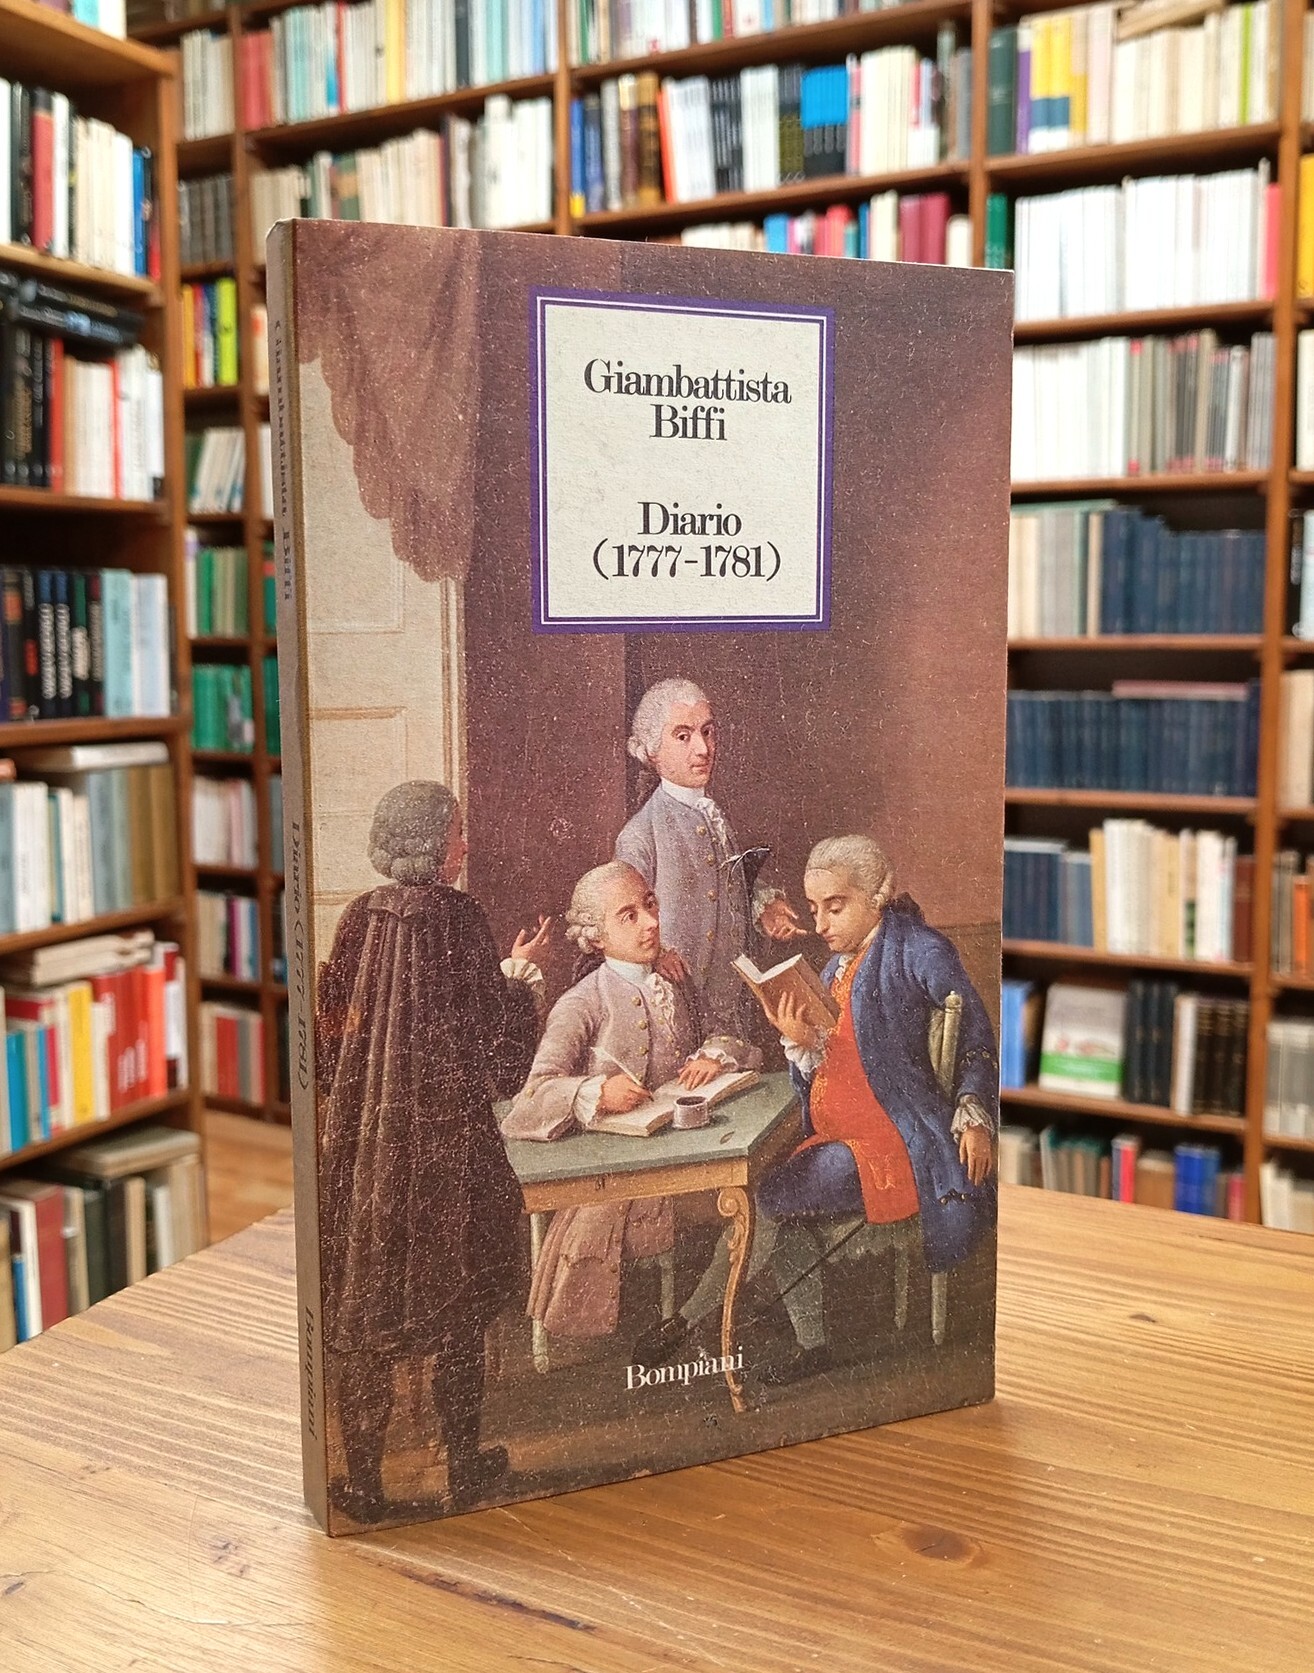 Giambattista
Biffi
Diario
(1777-1781)
Bompiani
Giambattista Biffi
Diario (1777-1781)
Bompiani